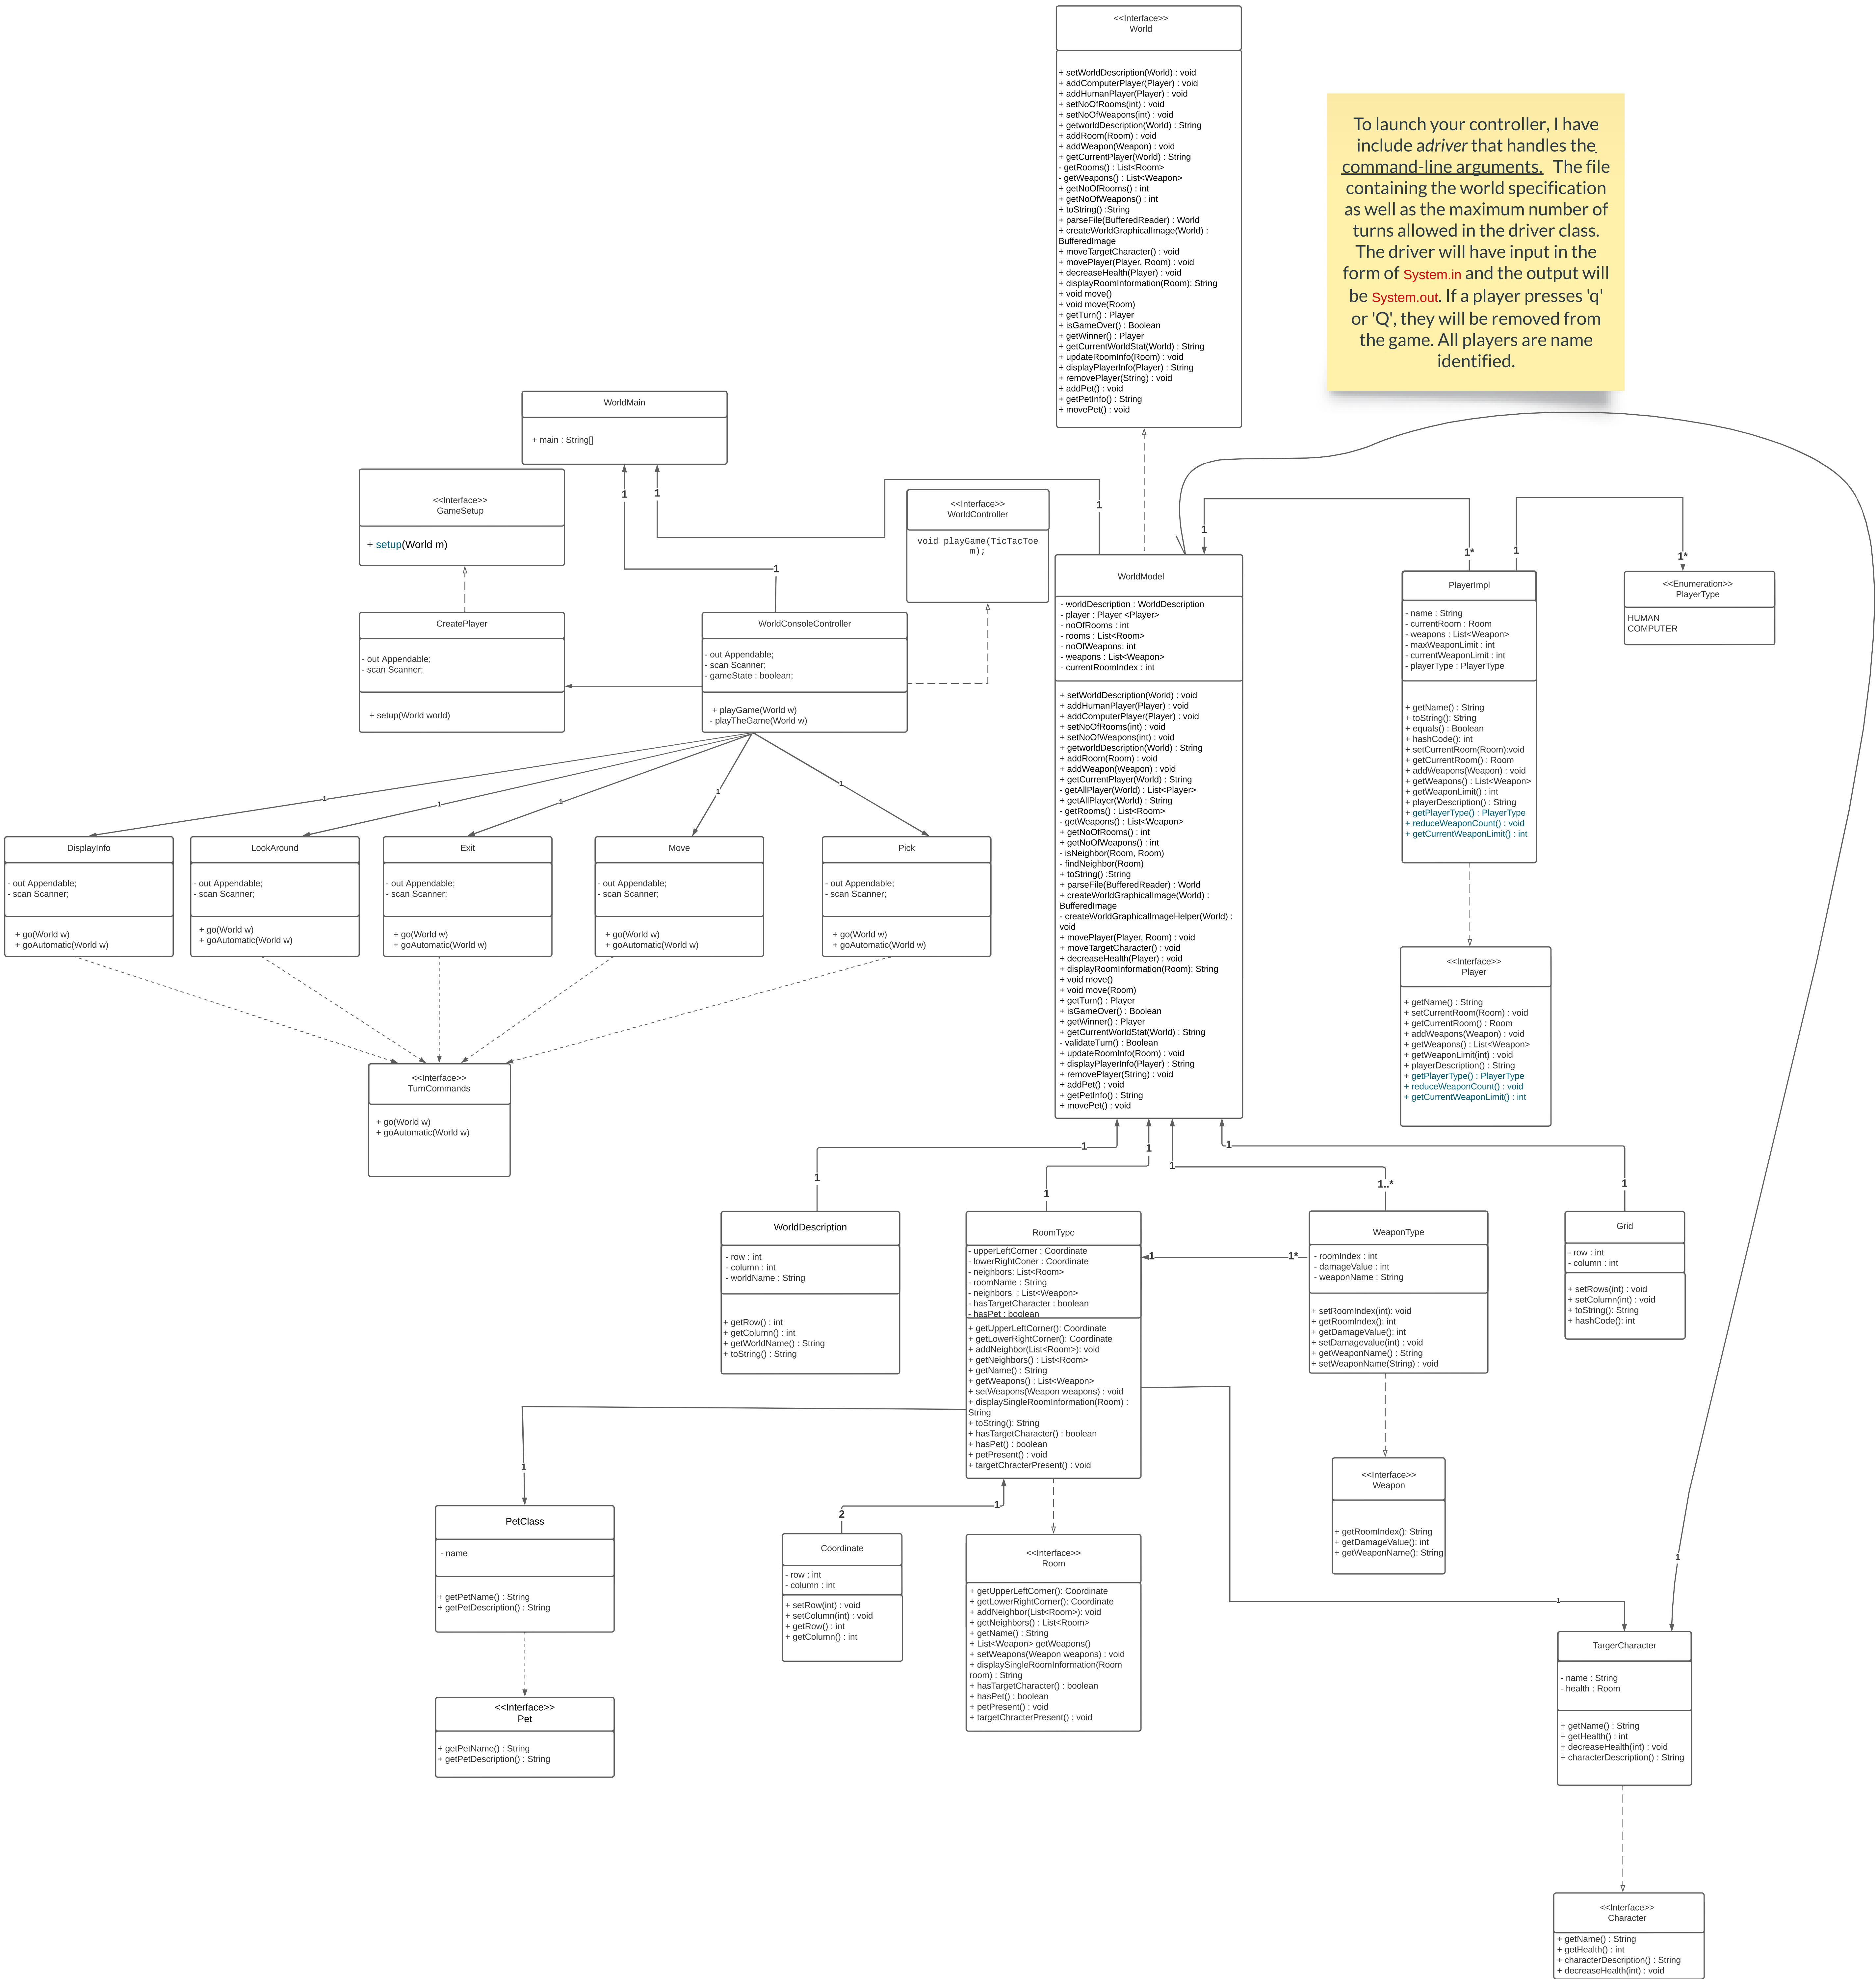 <<Interface>>
World
+ setWorldDescription(World) : void
+ addComputerPlayer(Player) : void
+ addHumanPlayer(Player) : void
+ setNoOfRooms(int) : void
+ setNoOfWeapons(int) : void
+ getworldDescription(World) : String
+ addRoom(Room) : void
+ addWeapon(Weapon) : void
+ getCurrentPlayer(World) : String
- getRooms() : List<Room>
- getWeapons() : List<Weapon>
+ getNoOfRooms() : int
+ getNoOfWeapons() : int
+ toString() :String
+ parseFile(BufferedReader) : World
+ createWorldGraphicalImage(World) :
BufferedImage
+ moveTargetCharacter() : void
+ movePlayer(Player, Room) : void
+ decreaseHealth(Player) : void
+ displayRoomInformation(Room): String
+ void move()
+ void move(Room)
+ getTurn() : Player
+ isGameOver() : Boolean
+ getWinner() : Player
+ getCurrentWorldStat(World) : String
+ updateRoomInfo(Room) : void
+ displayPlayerInfo(Player) : String
+ removePlayer(String) : void
+ addPet() : void
+ getPetInfo() : String
+ movePet() : void
To launch your controller, I have
include adriver that handles the
command-line arguments. The file
containing the world specification
as well as the maximum number of
turns allowed in the driver class.
The driver will have input in the
form of System.in and the output will
be System.out. If a player presses 'q'
or 'Q', they will be removed from
the game. All players are name
identified.
WorldMain
+ main : String[]
1
1
1
1
<<Interface>>
GameSetup
+ setup(World m)
<<Interface>>
WorldController
void playGame(TicTacToe
m);
CreatePlayer
- out Appendable;
- scan Scanner;
+ setup(World world)
WorldConsoleController
- out Appendable;
- scan Scanner;
- gameState : boolean;
+ playGame(World w)
- playTheGame(World w)
1
1
1
1
1
DisplayInfo
- out Appendable;
- scan Scanner;
+ go(World w)
+ goAutomatic(World w)
LookAround
- out Appendable;
- scan Scanner;
+ go(World w)
+ goAutomatic(World w)
Exit
- out Appendable;
- scan Scanner;
+ go(World w)
+ goAutomatic(World w)
Move
- out Appendable;
- scan Scanner;
+ go(World w)
+ goAutomatic(World w)
Pick
- out Appendable;
- scan Scanner;
+ go(World w)
+ goAutomatic(World w)
<<Interface>>
TurnCommands
+ go(World w)
+ goAutomatic(World w)
WorldModel
- worldDescription : WorldDescription
- player : Player <Player>
- noOfRooms : int
- rooms : List<Room>
- noOfWeapons: int
- weapons : List<Weapon>
- currentRoomIndex : int
+ setWorldDescription(World) : void
+ addHumanPlayer(Player) : void
+ addComputerPlayer(Player) : void
+ setNoOfRooms(int) : void
+ setNoOfWeapons(int) : void
+ getworldDescription(World) : String
+ addRoom(Room) : void
+ addWeapon(Weapon) : void
+ getCurrentPlayer(World) : String
- getAllPlayer(World) : List<Player>
+ getAllPlayer(World) : String
- getRooms() : List<Room>
- getWeapons() : List<Weapon>
+ getNoOfRooms() : int
+ getNoOfWeapons() : int
- isNeighbor(Room, Room)
- findNeighbor(Room)
+ toString() :String
+ parseFile(BufferedReader) : World
+ createWorldGraphicalImage(World) :
BufferedImage
- createWorldGraphicalImageHelper(World) :
void
+ movePlayer(Player, Room) : void
+ moveTargetCharacter() : void
+ decreaseHealth(Player) : void
+ displayRoomInformation(Room): String
+ void move()
+ void move(Room)
+ getTurn() : Player
+ isGameOver() : Boolean
+ getWinner() : Player
+ getCurrentWorldStat(World) : String
- validateTurn() : Boolean
+ updateRoomInfo(Room) : void
+ displayPlayerInfo(Player) : String
+ removePlayer(String) : void
+ addPet() : void
+ getPetInfo() : String
+ movePet() : void
1
1*
1
1*
PlayerImpl
- name : String
- currentRoom : Room
- weapons : List<Weapon>
- maxWeaponLimit : int
- currentWeaponLimit : int
- playerType : PlayerType
+ getName() : String
+ toString(): String
+ equals() : Boolean
+ hashCode(): int
+ setCurrentRoom(Room):void
+ getCurrentRoom() : Room
+ addWeapons(Weapon) : void
+ getWeapons() : List<Weapon>
+ getWeaponLimit() : int
+ playerDescription() : String
+ getPlayerType() : PlayerType
+ reduceWeaponCount() : void
+ getCurrentWeaponLimit() : int
<<Enumeration>>
PlayerType
HUMAN
COMPUTER
<<Interface>>
Player
+ getName() : String
+ setCurrentRoom(Room) : void
+ getCurrentRoom() : Room
+ addWeapons(Weapon) : void
+ getWeapons() : List<Weapon>
+ getWeaponLimit(int) : void
+ playerDescription() : String
+ getPlayerType() : PlayerType
+ reduceWeaponCount() : void
+ getCurrentWeaponLimit() : int
1
1
1
1
1
1..*
1
1
WorldDescription
- row : int
- column : int
- worldName : String
+ getRow() : int
+ getColumn() : int
+ getWorldName() : String
+ toString() : String
RoomType
- upperLeftCorner : Coordinate
- lowerRightConer : Coordinate
- neighbors: List<Room>
- roomName : String
- neighbors : List<Weapon>
- hasTargetCharacter : boolean
- hasPet : boolean
+ getUpperLeftCorner(): Coordinate
+ getLowerRightCorner(): Coordinate
+ addNeighbor(List<Room>): void
+ getNeighbors() : List<Room>
+ getName() : String
+ getWeapons() : List<Weapon>
+ setWeapons(Weapon weapons) : void
+ displaySingleRoomInformation(Room) :
String
+ toString(): String
+ hasTargetCharacter() : boolean
+ hasPet() : boolean
+ petPresent() : void
+ targetChracterPresent() : void
1
1*
WeaponType
- roomIndex : int
- damageValue : int
- weaponName : String
+ setRoomIndex(int): void
+ getRoomIndex(): int
+ getDamageValue(): int
+ setDamagevalue(int) : void
+ getWeaponName() : String
+ setWeaponName(String) : void
Grid
- row : int
- column : int
+ setRows(int) : void
+ setColumn(int) : void
+ toString(): String
+ hashCode(): int
1
PetClass
- name
+ getPetName() : String
+ getPetDescription() : String
<<Interface>>
Pet
+ getPetName() : String
+ getPetDescription() : String
1
2
Coordinate
- row : int
- column : int
+ setRow(int) : void
+ setColumn(int) : void
+ getRow() : int
+ getColumn() : int
<<Interface>>
Room
+ getUpperLeftCorner(): Coordinate
+ getLowerRightCorner(): Coordinate
+ addNeighbor(List<Room>): void
+ getNeighbors() : List<Room>
+ getName() : String
+ List<Weapon> getWeapons()
+ setWeapons(Weapon weapons) : void
+ displaySingleRoomInformation(Room
room) : String
+ hasTargetCharacter() : boolean
+ hasPet() : boolean
+ petPresent() : void
+ targetChracterPresent() : void
<<Interface>>
Weapon
+ getRoomIndex(): String
+ getDamageValue(): int
+ getWeaponName(): String
1
1
TargerCharacter
- name : String
- health : Room
+ getName() : String
+ getHealth() : int
+ decreaseHealth(int) : void
+ characterDescription() : String
<<Interface>>
Character
+ getName() : String
+ getHealth() : int
+ characterDescription() : String
+ decreaseHealth(int) : void